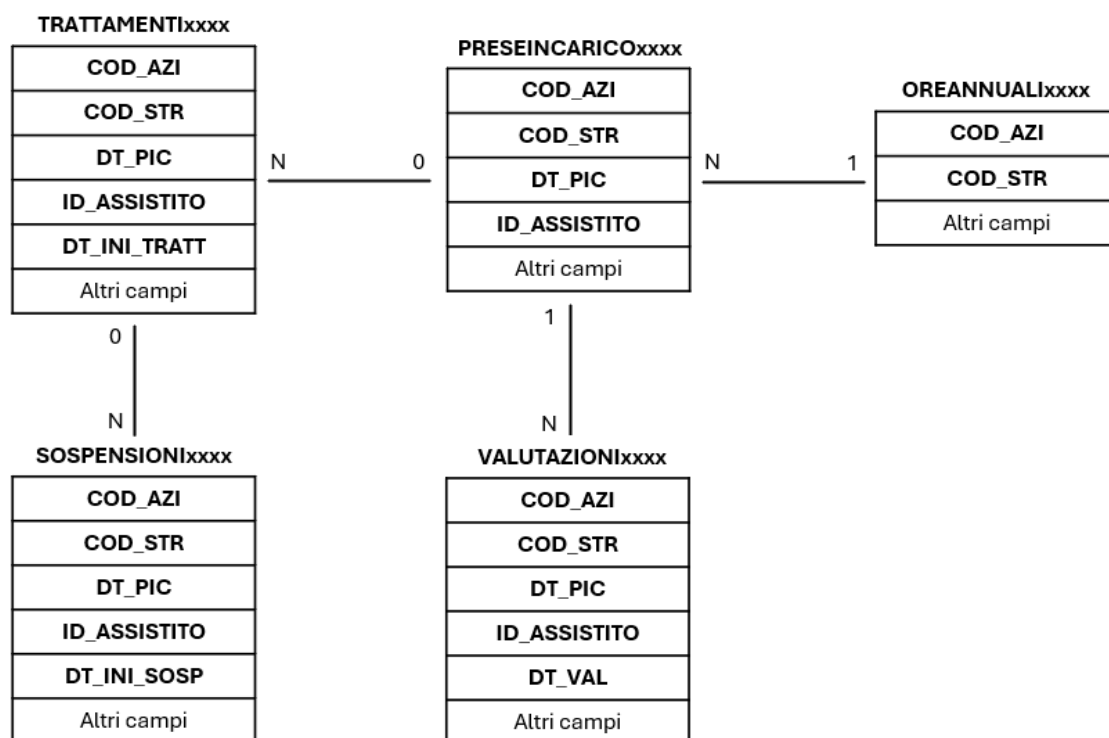 TRATTAMENTIxxxx
COD_AZI
COD_STR
DT_PIC
ID_ASSISTITO
DT_INI_TRATT
Altri campi
N
0
PRESEINCARICOxxxx
COD_AZI
COD_STR
DT_PIC
ID_ASSISTITO
Altri campi
N
1
OREANNUALIxxxx
COD_AZI
COD_STR
Altri campi
0
N
SOSPENSIONIxxxx
COD_AZI
COD_STR
DT_PIC
ID_ASSISTITO
DT_INI_SOSP
Altri campi
1
N
VALUTAZIONIxxxx
COD_AZI
COD_STR
DT_PIC
ID_ASSISTITO
DT_VAL
Altri campi